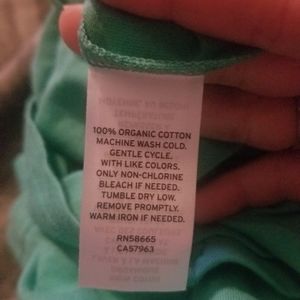 100% ORGANIC COTTON
MACHINE WASH COLD.
GENTLE CYCLE.
WITH LIKE COLORS.
ONLY NON-CHLORINE
BLEACH IF NEEDED.
TUMBLE DRY LOW.
REMOVE PROMPTLY.
WARM IRON IF NEEDED.
RN58665
CA57963